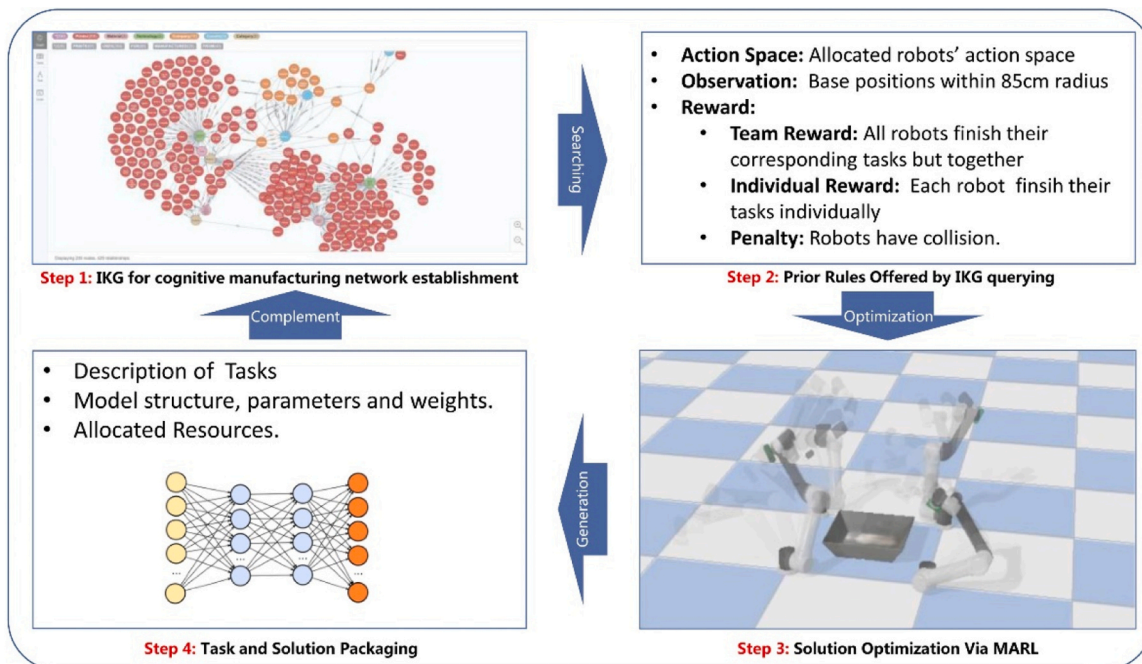 Searching
Step 1: IKG for cognitive manufacturing network establishment
• Action Space: Allocated robots’ action space
• Observation: Base positions within 85cm radius
• Reward:
• Team Reward: All robots finish their
corresponding tasks but together
• Individual Reward: Each robot finsih their
tasks individually
• Penalty: Robots have collision.
Step 2: Prior Rules Offered by IKG querying
Complement
Optimization
• Description of Tasks
• Model structure, parameters and weights.
• Allocated Resources.
...
...
...
...
Generation
Step 4: Task and Solution Packaging
Step 3: Solution Optimization Via MARL